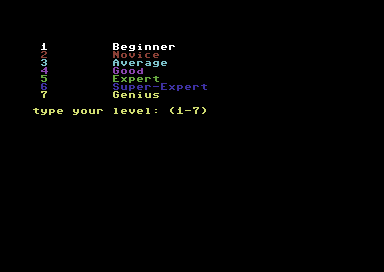 1 Beginner
2 Novice
3 Average
4 Good
5 Expert
6 Super-Expert
7 Genius
type your level: (1-7)